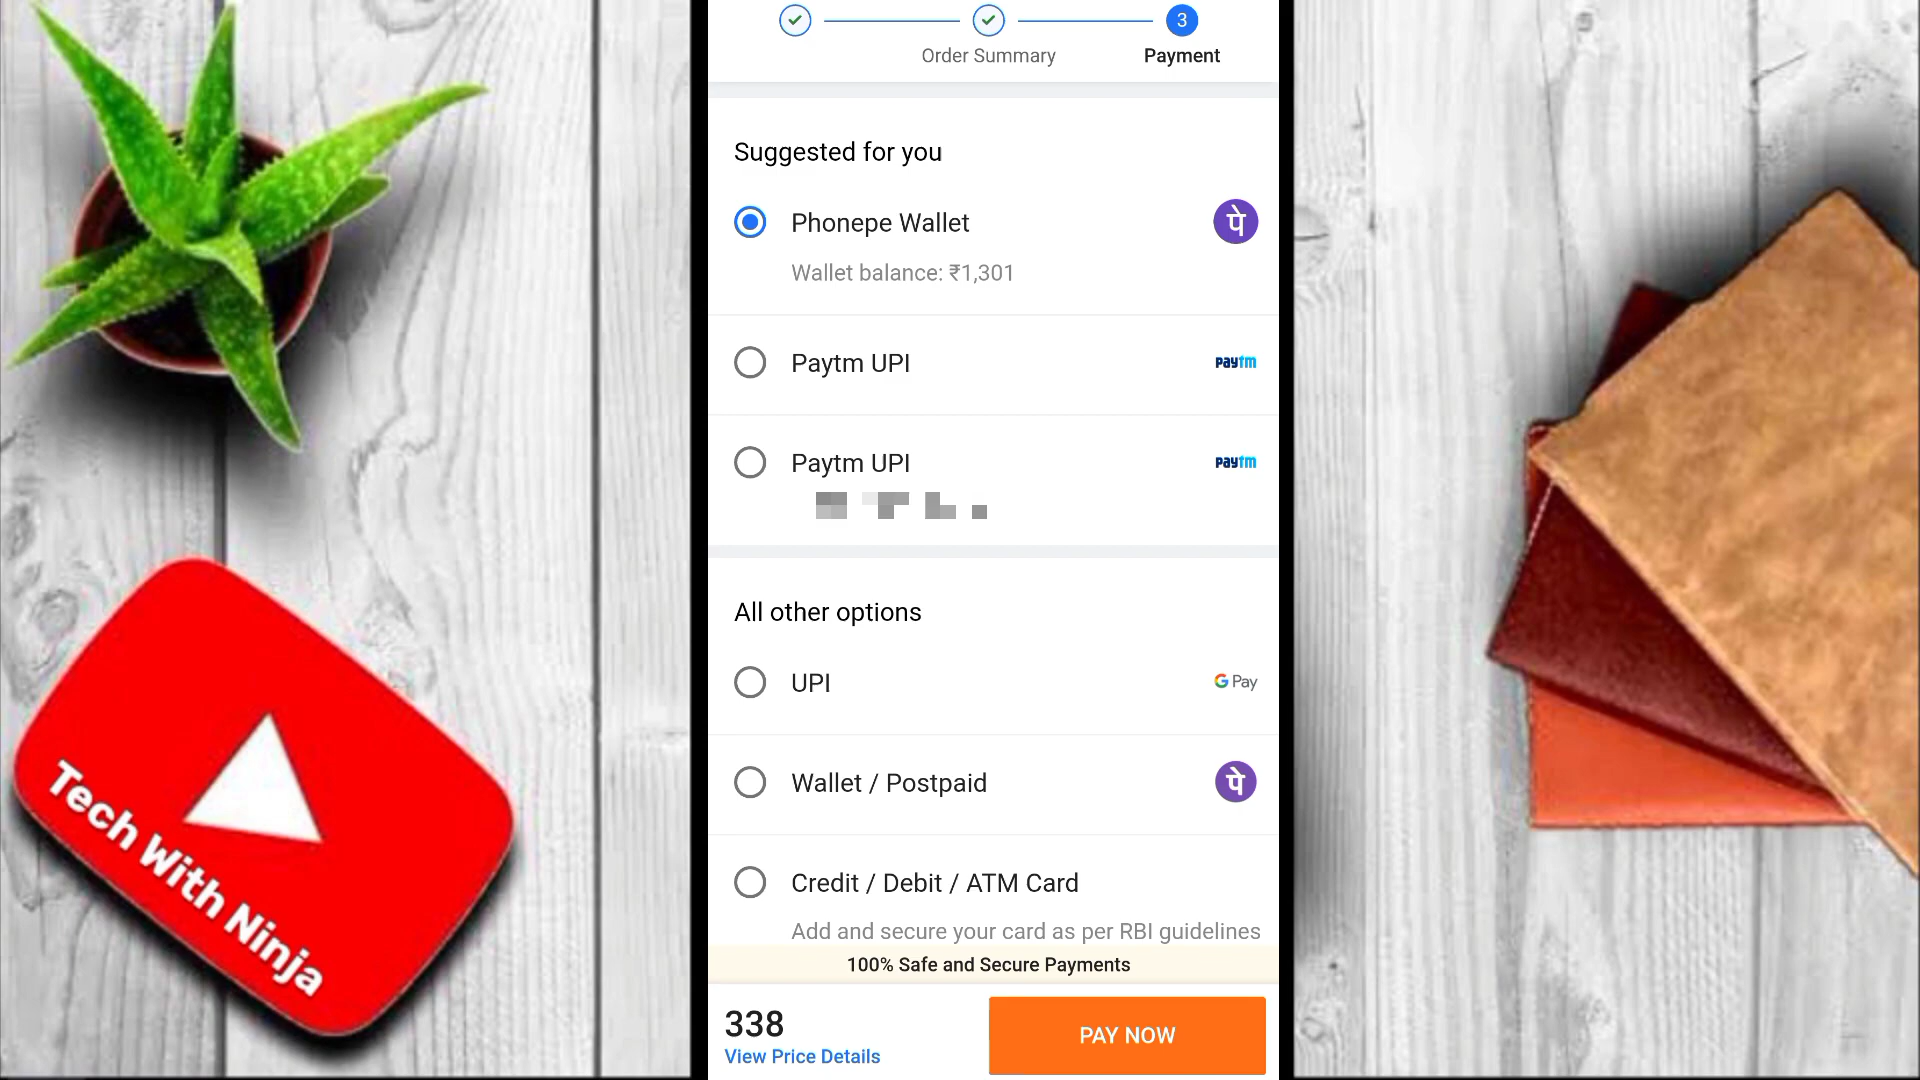 3
Order Summary
Payment
Suggested for you
Phonepe Wallet
पे
Wallet balance: ₹1,301
Paytm UPI
paytm
Paytm UPI
paytm
All other options
UPI
G Pay
Wallet / Postpaid
पे
Credit / Debit / ATM Card
Add and secure your card as per RBI guidelines
100% Safe and Secure Payments
338
View Price Details
PAY NOW
Tech With Ninja